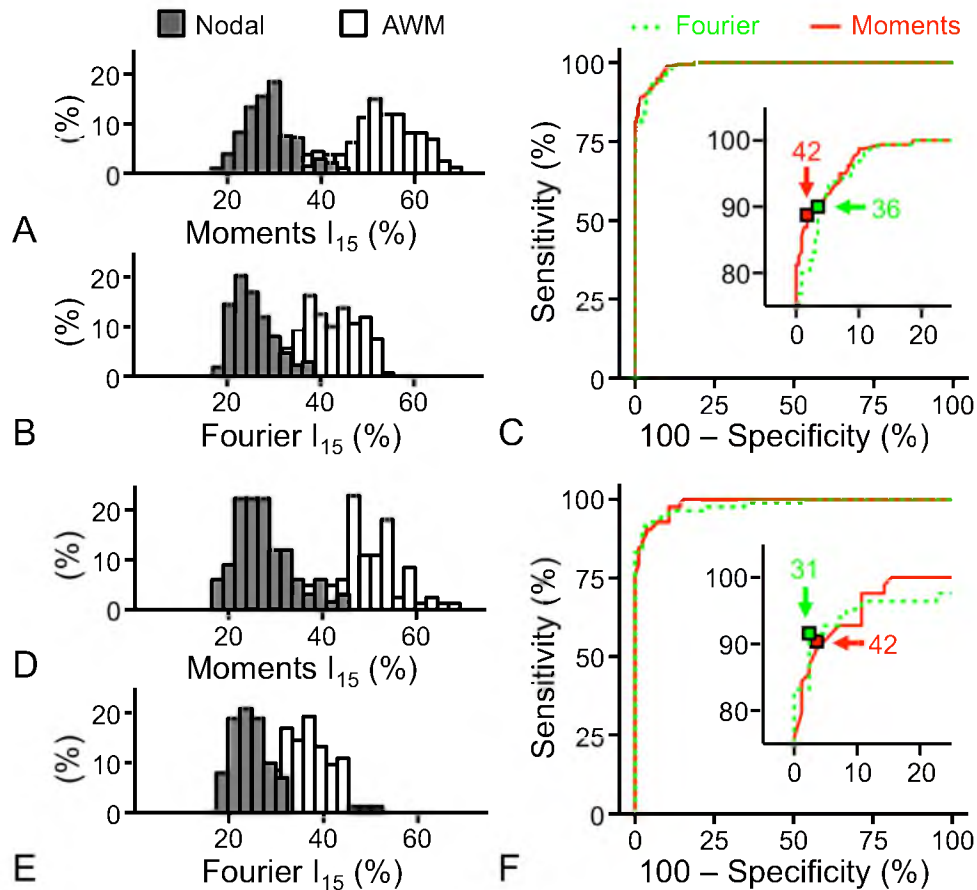 Nodal AWM
(%)
20
10
0
20 40 60
A
Moments I15 (%)
(%)
20
10
0
20 40 60
B
Fourier I15 (%)
Fourier Moments
Sensitivity (%)
100
75
50
25
0
0 25 50 75 100
100
90
80
0 10 20
42
36
C
100 – Specificity (%)
(%)
20
10
0
20 40 60
D
Moments I15 (%)
(%)
20
10
0
20 40 60
E
Fourier I15 (%)
Sensitivity (%)
100
75
50
25
0
0 25 50 75 100
100
90
80
0 10 20
31
42
F
100 – Specificity (%)